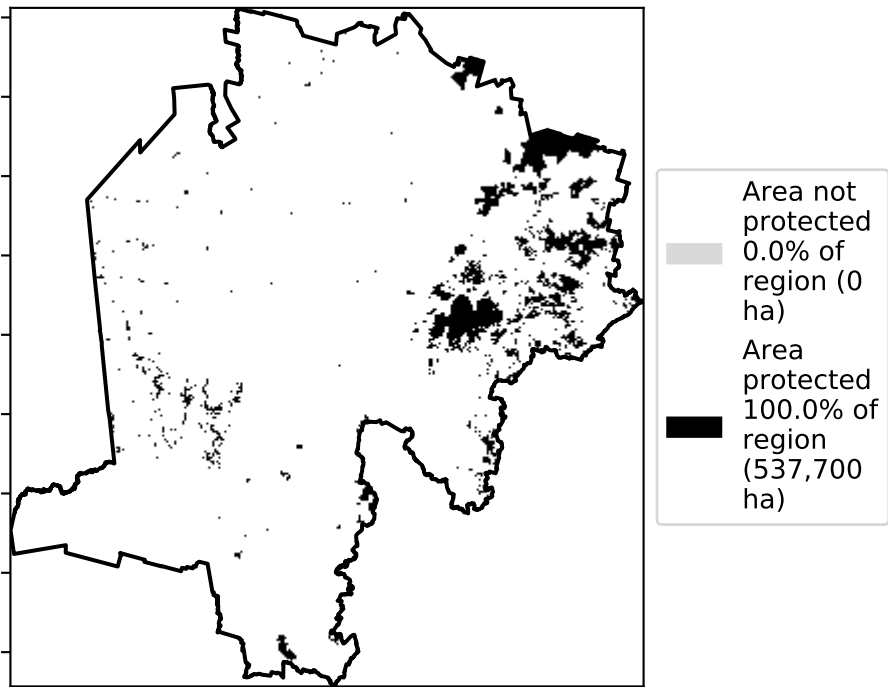 Area not
protected
0.0% of
region (0
ha)
Area
protected
100.0% of
region
(537,700
ha)